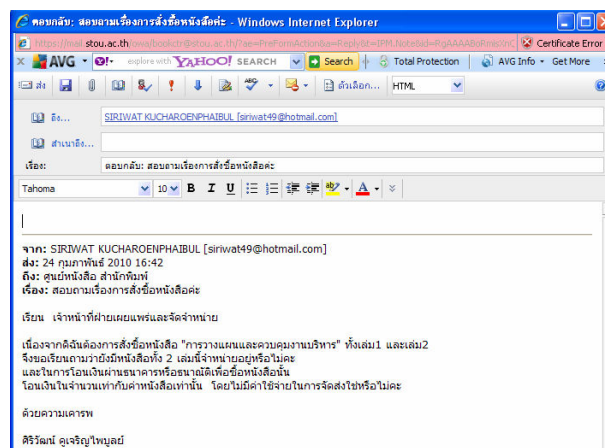 ตอบกลับ: สอบถามเรื่องการสั่งซื้อหนังสือค่ะ - Windows Internet Explorer
https://mail.stou.ac.th/owa/bookctr@stou.ac.th/?ae=PreFormAction&a=Reply&t=IPM.Note&id= Certificate Error
AVG Y! explore with YAHOO! SEARCH Search Total Protection AVG Info Get More
ส่ง ตัวเลือก... HTML
ถึง... SIRIWAT KUCHAROENPHAIBUL [siriwat49@hotmail.com]
สำเนาถึง...
เรื่อง: ตอบกลับ: สอบถามเรื่องการสั่งซื้อหนังสือค่ะ
Tahoma 10 B I U A
จาก: SIRIWAT KUCHAROENPHAIBUL [siriwat49@hotmail.com]
ส่ง: 24 กุมภาพันธ์ 2010 16:42
ถึง: ศูนย์หนังสือ สำนักพิมพ์
เรื่อง: สอบถามเรื่องการสั่งซื้อหนังสือค่ะ
เรียน เจ้าหน้าที่ฝ่ายเผยแพร่และจัดจำหน่าย
เนื่องจากดิฉันต้องการสั่งซื้อหนังสือ "การวางแผนและควบคุมงานบริหาร" ทั้งเล่ม1 และเล่ม2
จึงขอเรียนถามว่ายังมีหนังสือทั้ง 2 เล่มนี้จำหน่ายอยู่หรือไม่คะ
และในการโอนเงินผ่านธนาคารหรือธนาณัติเพื่อซื้อหนังสือนั้น
โอนเงินในจำนวนเท่ากับค่าหนังสือเท่านั้น โดยไม่มีค่าใช้จ่ายในการจัดส่งใช่หรือไม่คะ
ด้วยความเคารพ
ศิริวัฒน์ คูเจริญไพบูลย์